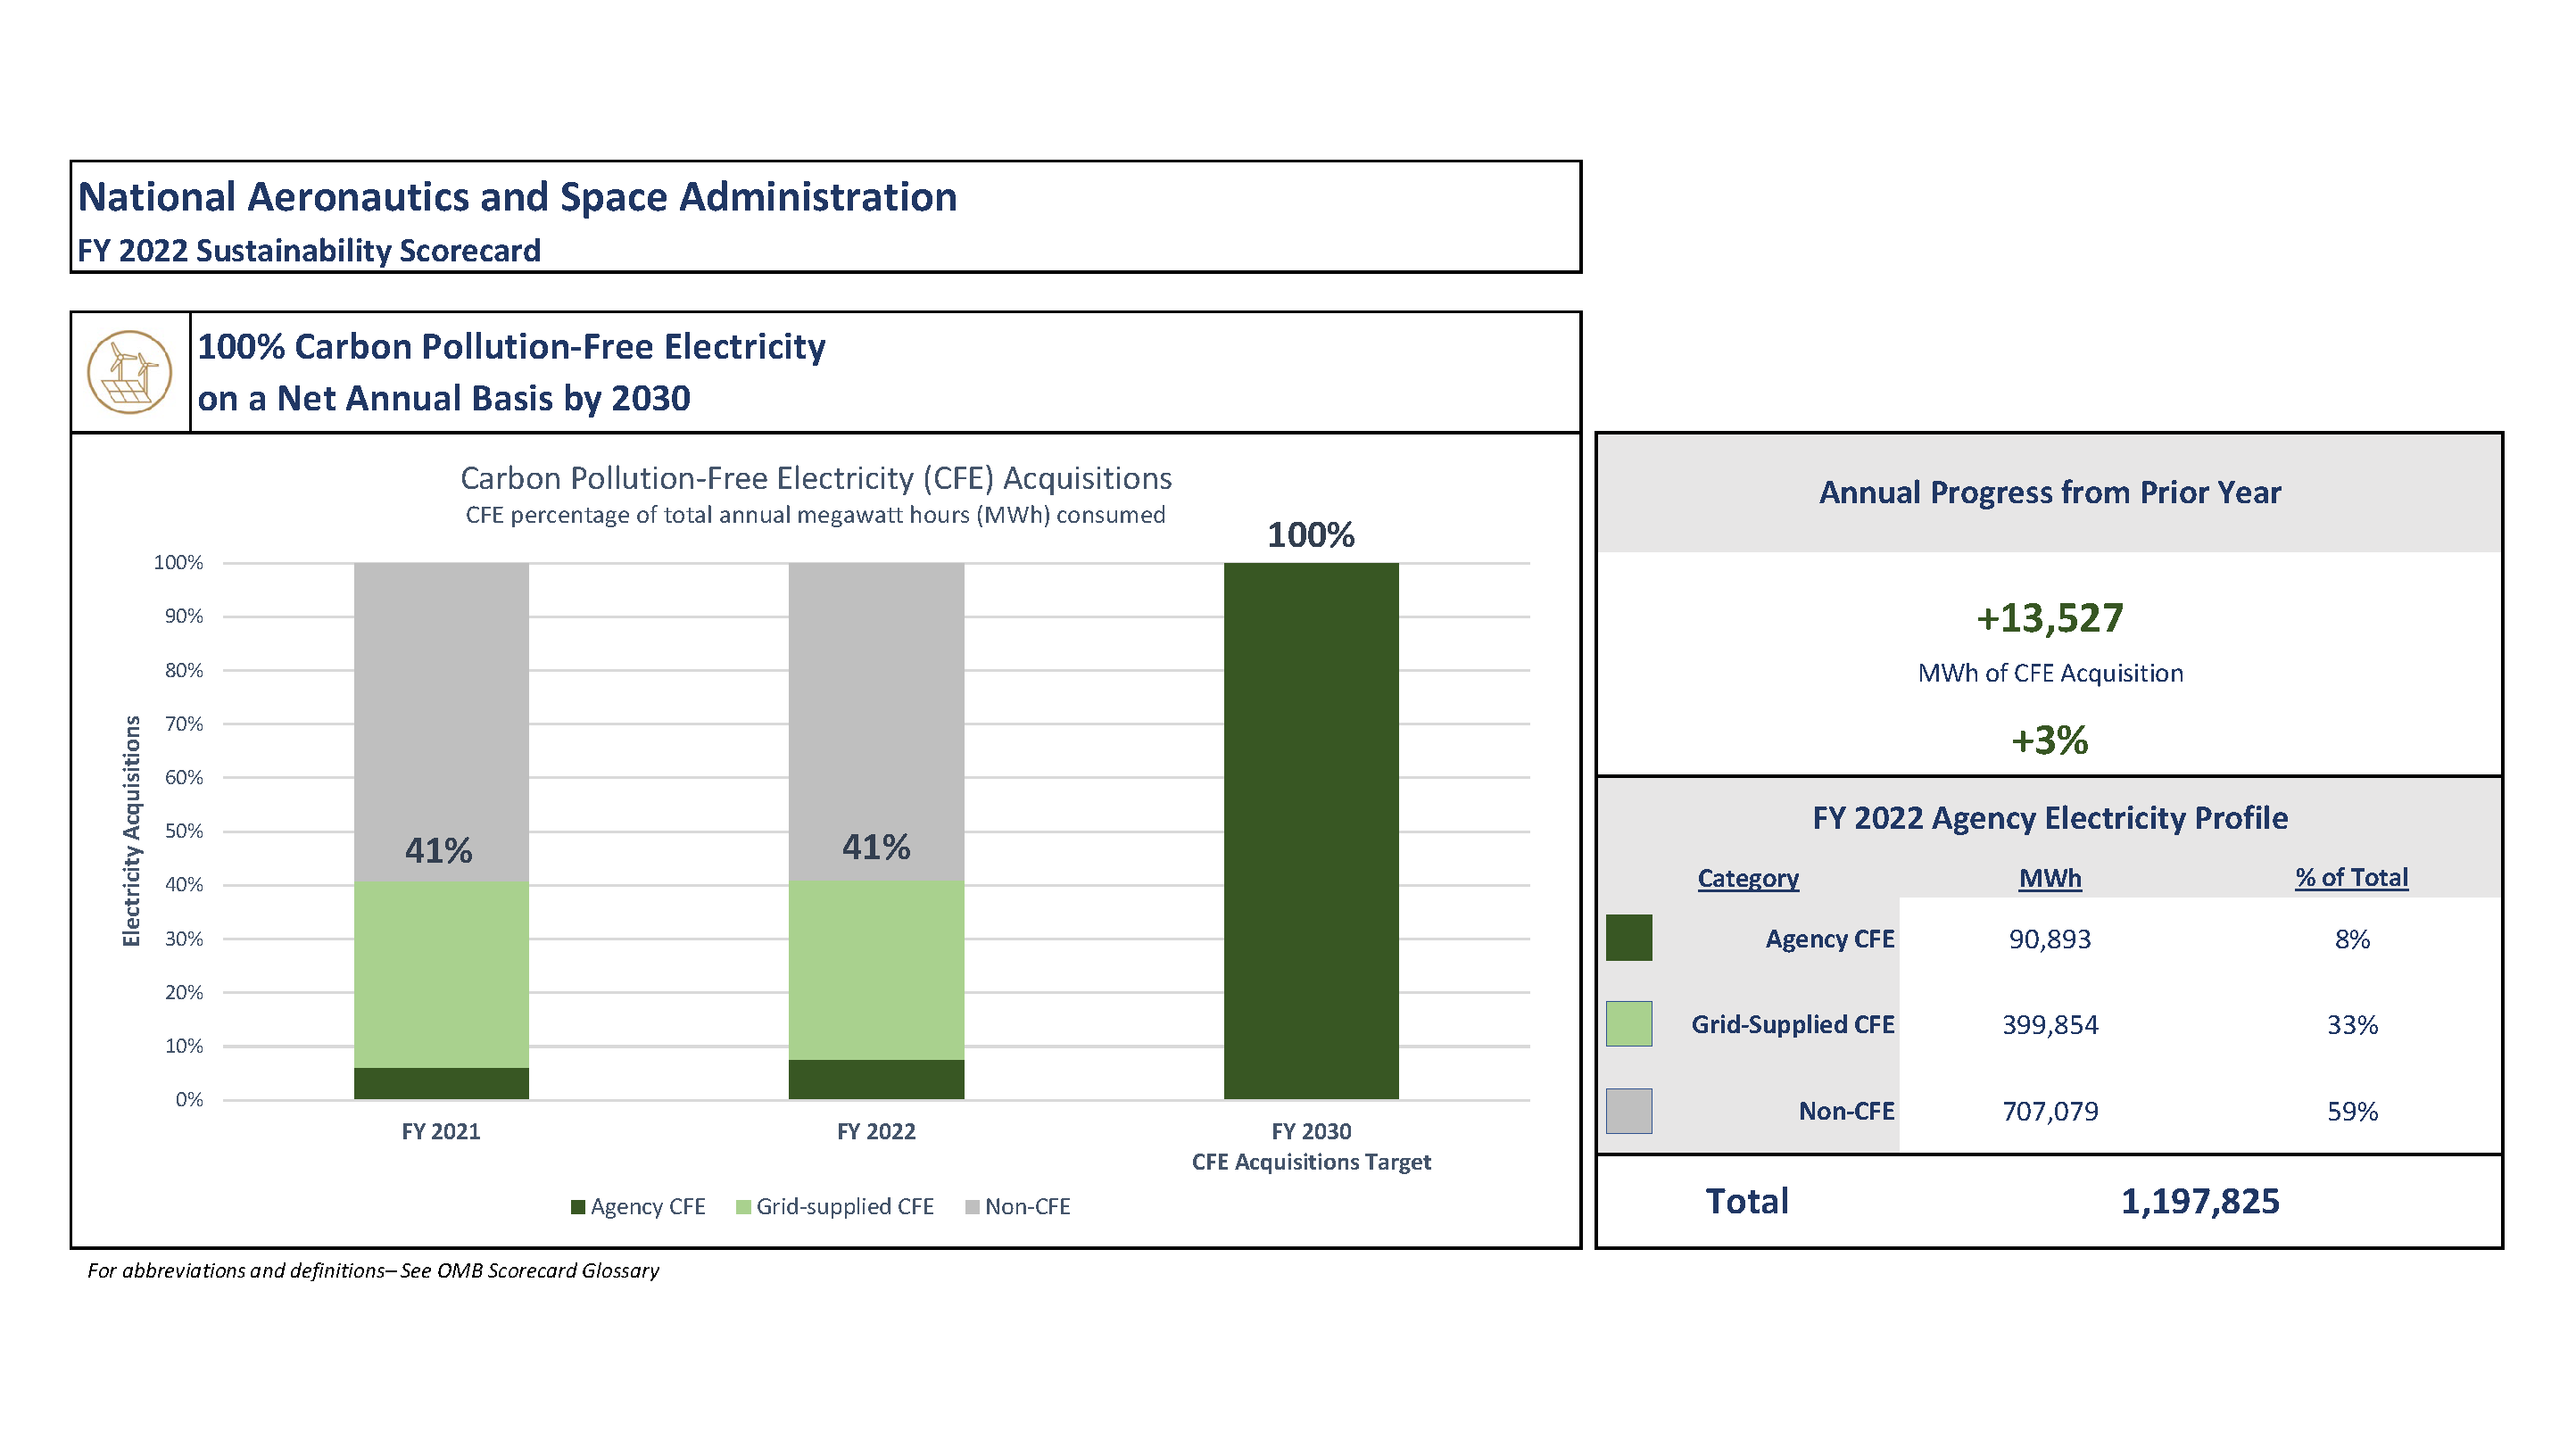 National Aeronautics and Space Administration
FY 2022 Sustainability Scorecard
100% Carbon Pollution-Free Electricity
on a Net Annual Basis by 2030
Carbon Pollution-Free Electricity (CFE) Acquisitions
CFE percentage of total annual megawatt hours (MWh) consumed
100%
100%
90%
80%
70%
60%
50%
40%
30%
20%
10%
0%
Electricity Acquisitions
41%
41%
FY 2021
FY 2022
FY 2030
CFE Acquisitions Target
Agency CFE Grid-supplied CFE Non-CFE
Annual Progress from Prior Year
+13,527
MWh of CFE Acquisition
+3%
FY 2022 Agency Electricity Profile
Category MWh % of Total
Agency CFE 90,893 8%
Grid-Supplied CFE 399,854 33%
Non-CFE 707,079 59%
Total 1,197,825
For abbreviations and definitions– See OMB Scorecard Glossary